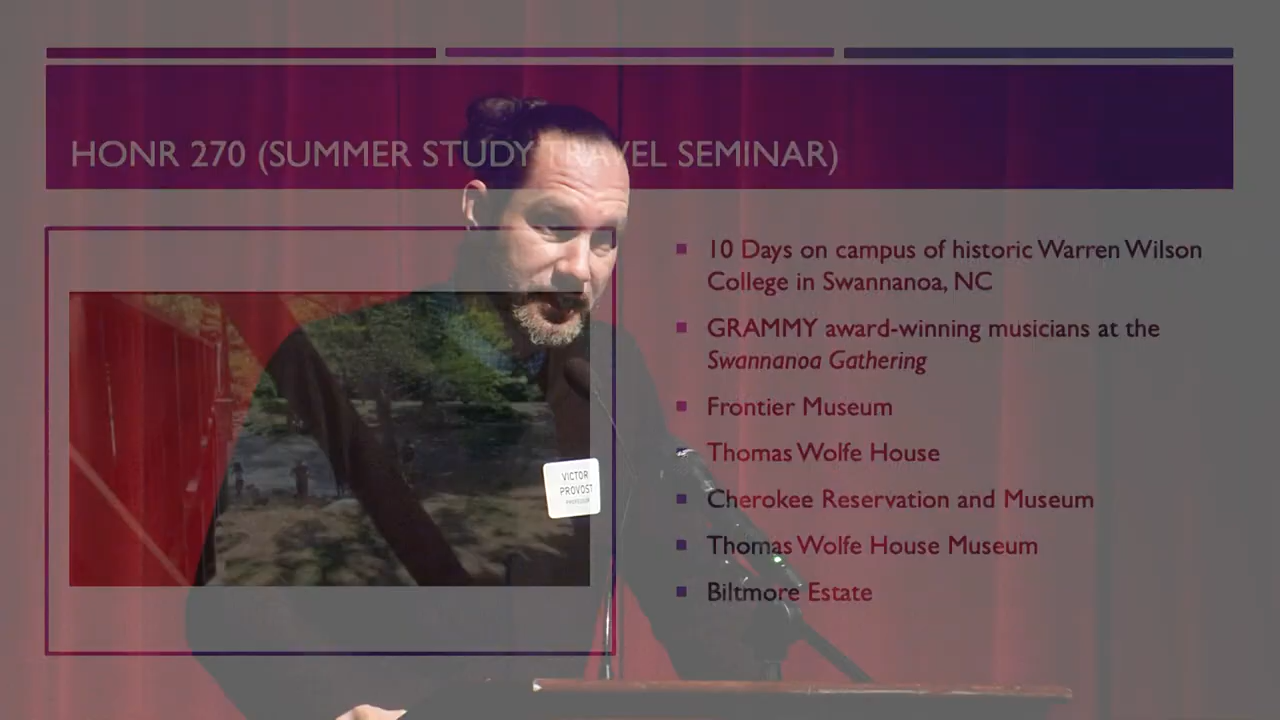 HONR 270 (SUMMER STUDY TRAVEL SEMINAR)
10 Days on campus of historic Warren Wilson
College in Swannanoa, NC
GRAMMY award-winning musicians at the
Swannanoa Gathering
Frontier Museum
Thomas Wolfe House
Cherokee Reservation and Museum
Thomas Wolfe House Museum
Biltmore Estate
VICTOR
PROVOST
PROFESSOR